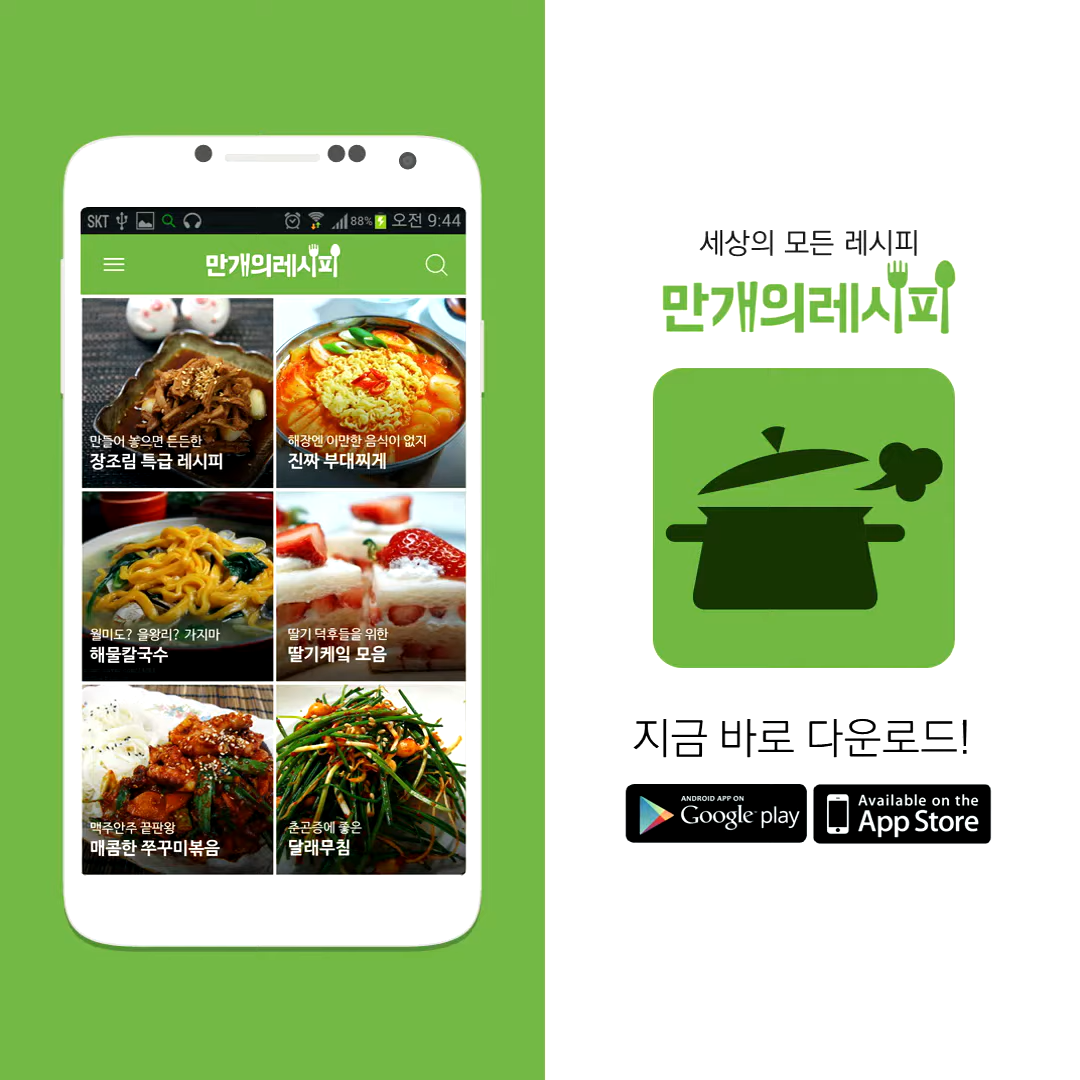 SKT
88%
오전 9:44
만개의레시피
만들어 놓으면 든든한
장조림 특급 레시피
해장엔 이만한 음식이 없지
진짜 부대찌게
월미도? 을왕리? 가지마
해물칼국수
딸기 덕후들을 위한
딸기케잌 모음
맥주안주 끝판왕
매콤한 쭈꾸미볶음
춘곤증에 좋은
달래무침
세상의 모든 레시피
만개의레시피
지금 바로 다운로드!
ANDROID APP ON
Google play
Available on the
App Store